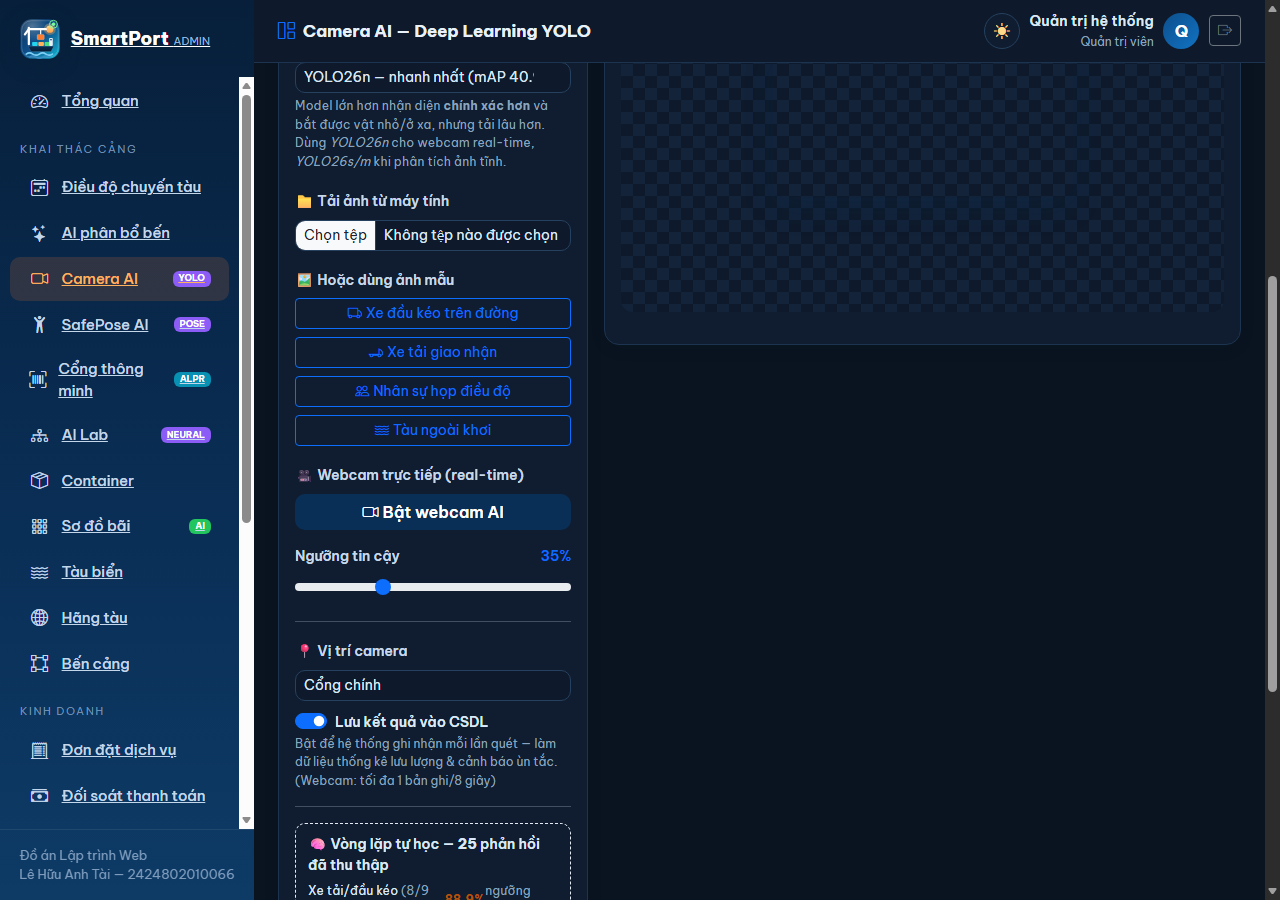 SmartPort ADMIN
Camera AI — Deep Learning YOLO
Quản trị hệ thống
Quản trị viên
Q
Tổng quan
KHAI THÁC CẢNG
Điều độ chuyến tàu
AI phân bổ bến
Camera AI YOLO
SafePose AI POSE
Cổng thông
minh
ALPR
AI Lab NEURAL
Container
Sơ đồ bãi AI
Tàu biển
Hãng tàu
Bến cảng
KINH DOANH
Đơn đặt dịch vụ
Đối soát thanh toán
Đồ án Lập trình Web
Lê Hữu Anh Tài — 2424802010066
YOLO26n — nhanh nhất (mAP 40.
Model lớn hơn nhận diện chính xác hơn và
bắt được vật nhỏ/ở xa, nhưng tải lâu hơn.
Dùng YOLO26n cho webcam real-time,
YOLO26s/m khi phân tích ảnh tĩnh.
Tải ảnh từ máy tính
Chọn tệp Không tệp nào được chọn
Hoặc dùng ảnh mẫu
Xe đầu kéo trên đường
Xe tải giao nhận
Nhân sự họp điều độ
Tàu ngoài khơi
Webcam trực tiếp (real-time)
Bật webcam AI
Ngưỡng tin cậy 35%
Vị trí camera
Cổng chính
Lưu kết quả vào CSDL
Bật để hệ thống ghi nhận mỗi lần quét — làm
dữ liệu thống kê lưu lượng & cảnh báo ùn tắc.
(Webcam: tối đa 1 bản ghi/8 giây)
Vòng lặp tự học — 25 phản hồi
đã thu thập
Xe tải/đầu kéo (8/9 88.9% ngưỡng